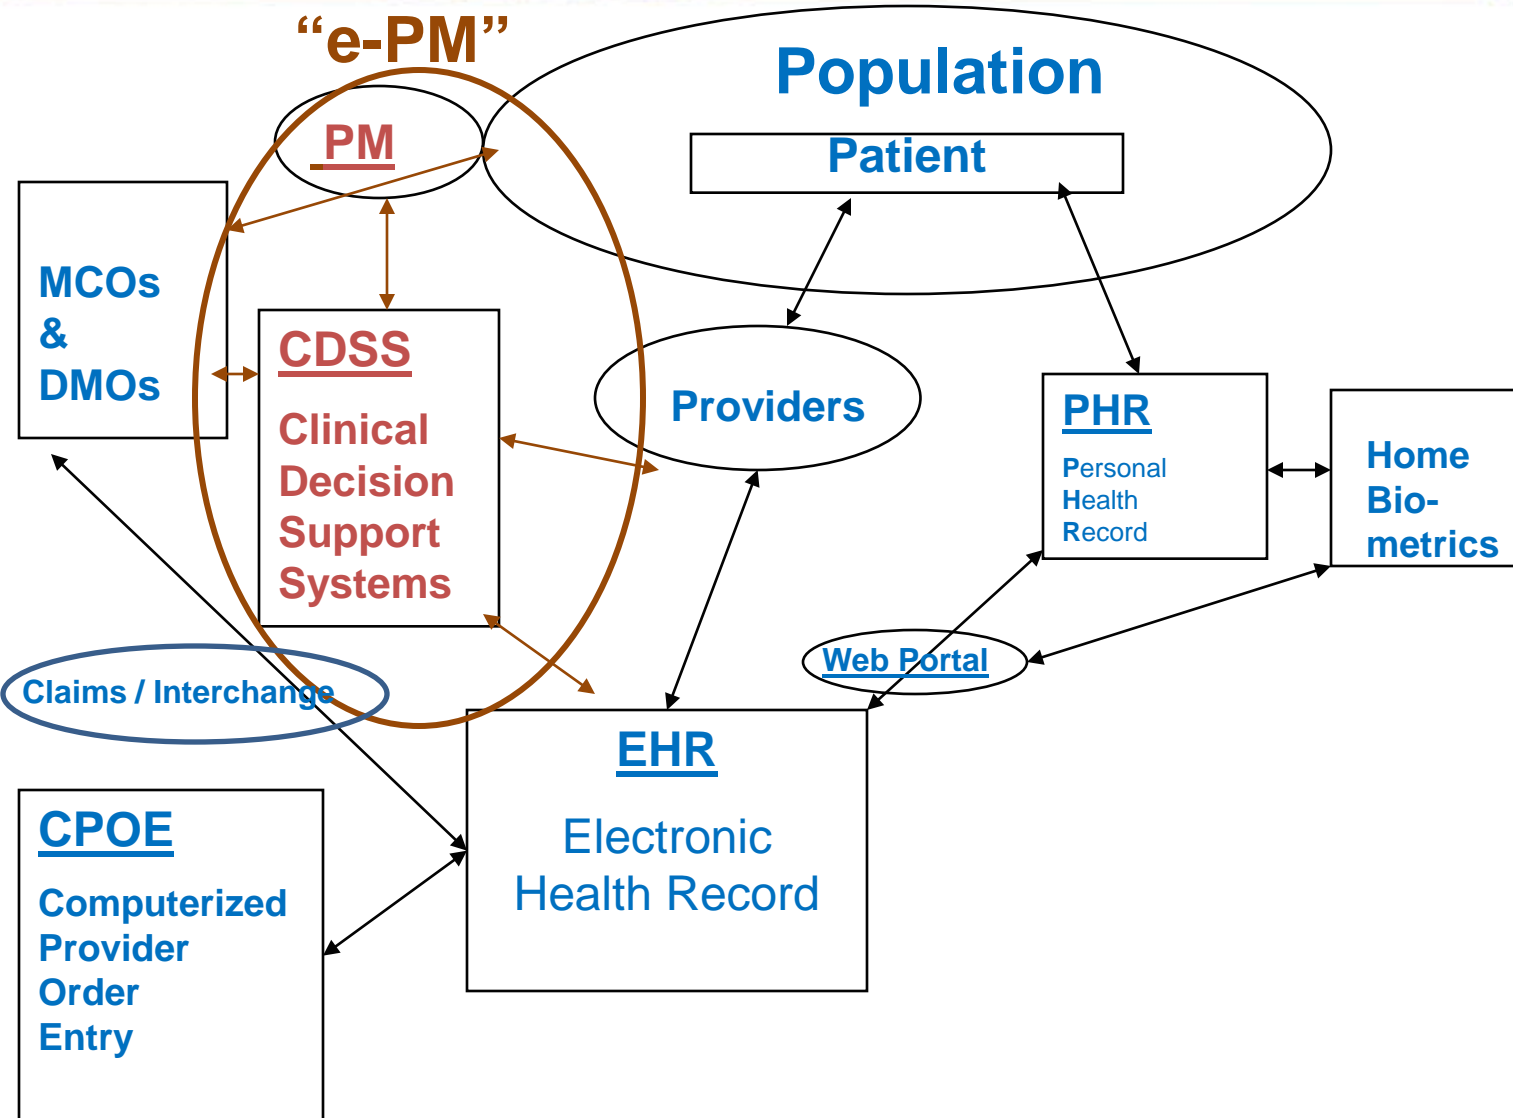 “e-PM”
Population
PM
Patient
MCOs
&
DMOs
CDSS
Clinical
Decision
Support
Systems
Providers
PHR
Personal
Health
Record
Home
Bio-
metrics
Web Portal
Claims / Interchange
EHR
Electronic
Health Record
CPOE
Computerized
Provider
Order
Entry